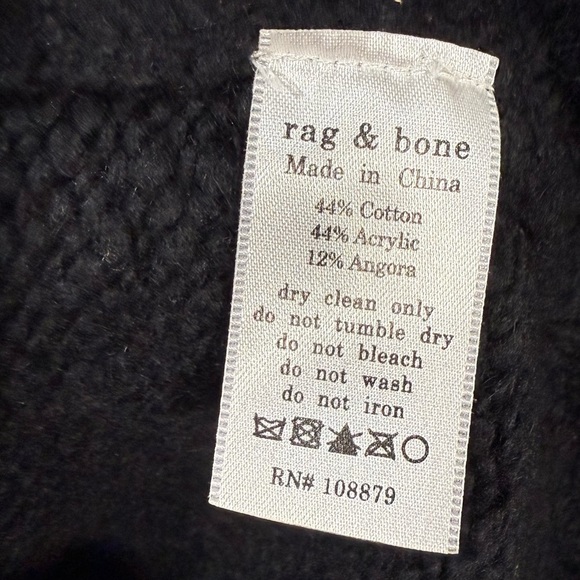 rag & bone
Made in China
44% Cotton
44% Acrylic
12% Angora
dry clean only
do not tumble dry
do not bleach
do not wash
do not iron
RN# 108879